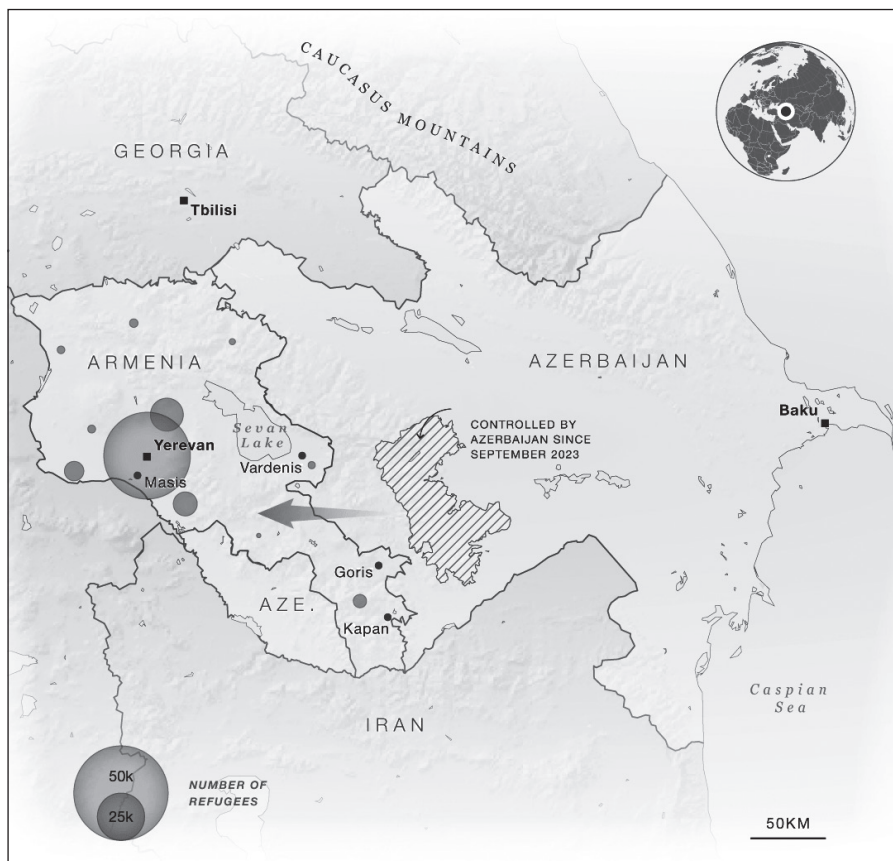 CAUCASUS MOUNTAINS
GEORGIA
Tbilisi
ARMENIA
AZERBAIJAN
Baku
Sevan
Lake
Yerevan
Vardenis
Masis
CONTROLLED BY
AZERBAIJAN SINCE
SEPTEMBER 2023
Goris
AZE.
Kapan
IRAN
Caspian
Sea
50k
25k
NUMBER OF
REFUGEES
50KM